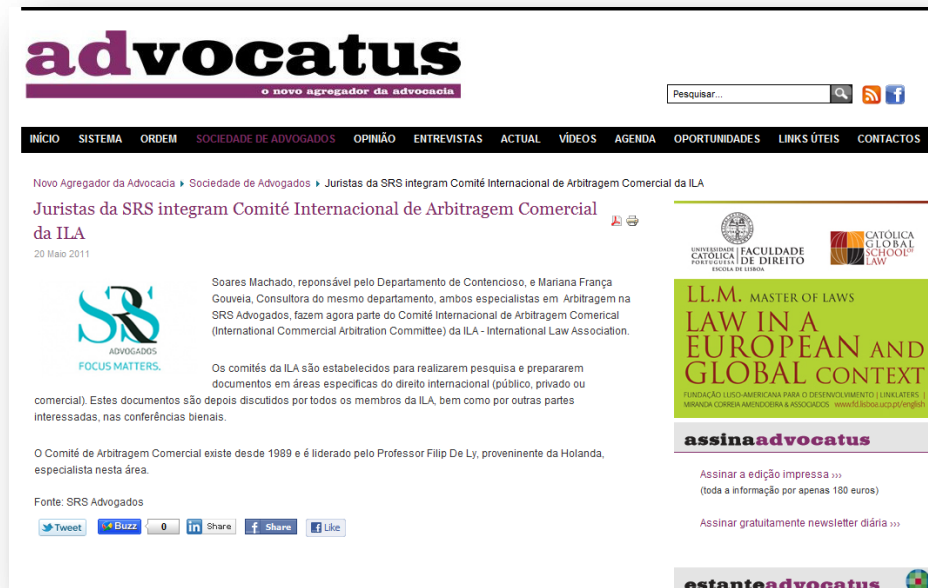 advocatus
o novo agregador da advocacia
Pesquisar...
INÍCIO SISTEMA ORDEM SOCIEDADE DE ADVOGADOS OPINIÃO ENTREVISTAS ACTUAL VÍDEOS AGENDA OPORTUNIDADES LINKS ÚTEIS CONTACTOS
Novo Agregador da Advocacia Sociedade de Advogados Juristas da SRS integram Comité Internacional de Arbitragem Comercial da ILA
Juristas da SRS integram Comité Internacional de Arbitragem Comercial
da ILA
20 Maio 2011
SRS
ADVOGADOS
FOCUS MATTERS.
Soares Machado, reponsável pelo Departamento de Contencioso, e Mariana França
Gouveia, Consultora do mesmo departamento, ambos especialistas em Arbitragem na
SRS Advogados, fazem agora parte do Comité Internacional de Arbitragem Comerical
(International Commercial Arbitration Committee) da ILA - International Law Association.
Os comités da ILA são estabelecidos para realizarem pesquisa e prepararem
documentos em áreas especificas do direito internacional (público, privado ou
comercial). Estes documentos são depois discutidos por todos os membros da ILA, bem como por outras partes
interessadas, nas conferências bienais.
O Comité de Arbitragem Comercial existe desde 1989 e é liderado pelo Professor Filip De Ly, proveninente da Holanda,
especialista nesta área.
Fonte: SRS Advogados
Tweet Buzz 0 in Share f Share f Like
UNIVERSIDADE CATÓLICA PORTUGUESA FACULDADE DE DIREITO
ESCOLA DE LISBOA
CATÓLICA
GLOBAL
SCHOOL OF
LAW
LL.M. MASTER OF LAWS
LAW IN A
EUROPEAN AND
GLOBAL CONTEXT
FUNDAÇÃO LUSO-AMERICANA PARA O DESENVOLVIMENTO | LINKLATERS |
MIRANDA CORREIA AMENDOEIRA & ASSOCIADOS www.fd.lisboa.ucp.pt/english
assinaadvocatus
Assinar a edição impressa ›››
(toda a informação por apenas 180 euros)
Assinar gratuitamente newsletter diária ›››
estanteadvocatus